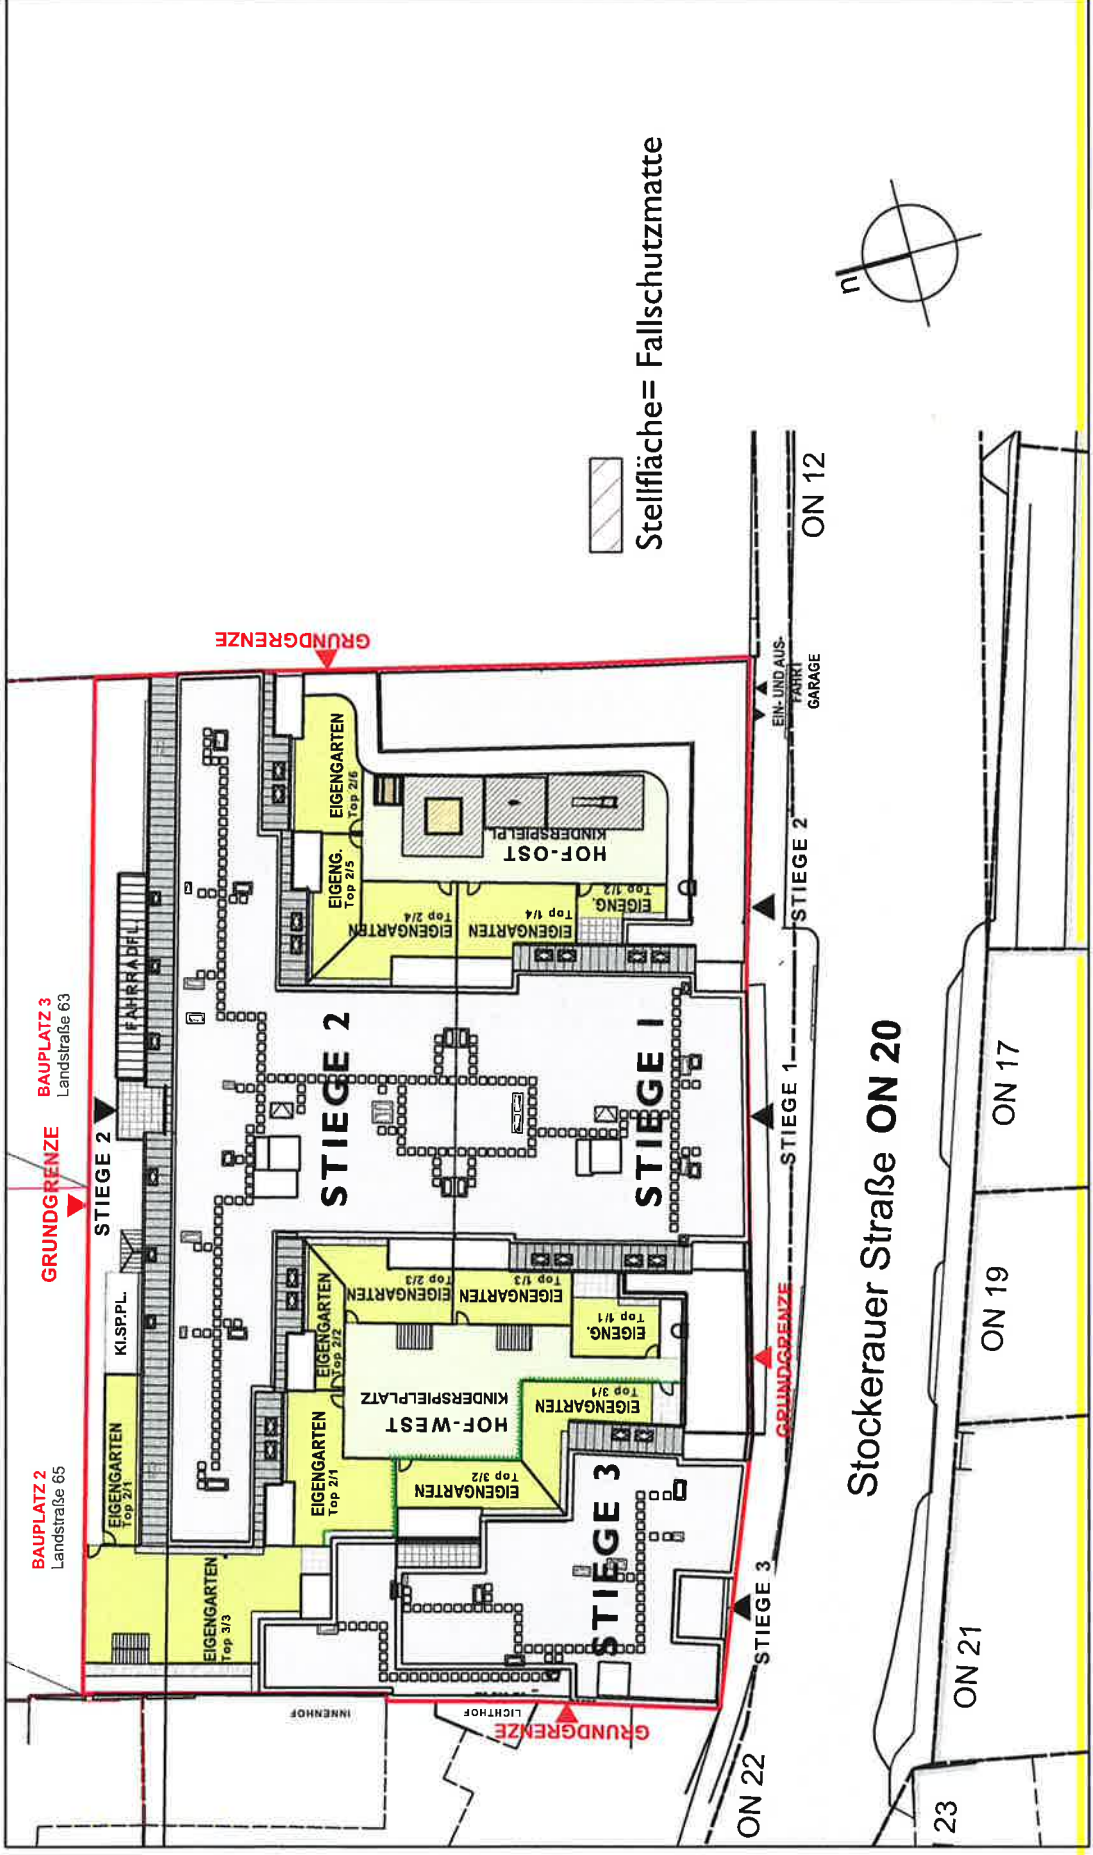 BAUPLATZ 2
Landstraße 65
GRUNDGRENZE
BAUPLATZ 3
Landstraße 63
STIEGE 2
EIGENGARTEN
Top 2/1
KI.SP.PL.
FAHRRADFL.
EIGENGARTEN
Top 3/3
GRUNDGRENZE
INNENHOF
LICHTHOF
GRUNDGRENZE
EIGENGARTEN
Top 2/1
EIGENGARTEN
Top 2/2
EIGENGARTEN
Top 2/3
EIGENGARTEN
Top 1/3
EIGENG.
Top 1/1
HOF-WEST
KINDERSPIELPLATZ
EIGENGARTEN
Top 3/1
EIGENGARTEN
Top 3/2
STIEGE 2
STIEGE 1
STIEGE 3
EIGENG.
Top 2/5
EIGENGARTEN
Top 2/6
EIGENGARTEN
Top 2/4
EIGENGARTEN
Top 1/4
EIGENG.
Top 1/2
HOF-OST
KINDERSPIELPL.
Stellfläche= Fallschutzmatte
n
STIEGE 3
GRUNDGRENZE
STIEGE 1
STIEGE 2
EIN- UND AUS-
FAHRT
GARAGE
ON 22
ON 12
Stockerauer Straße ON 20
23
ON 21
ON 19
ON 17